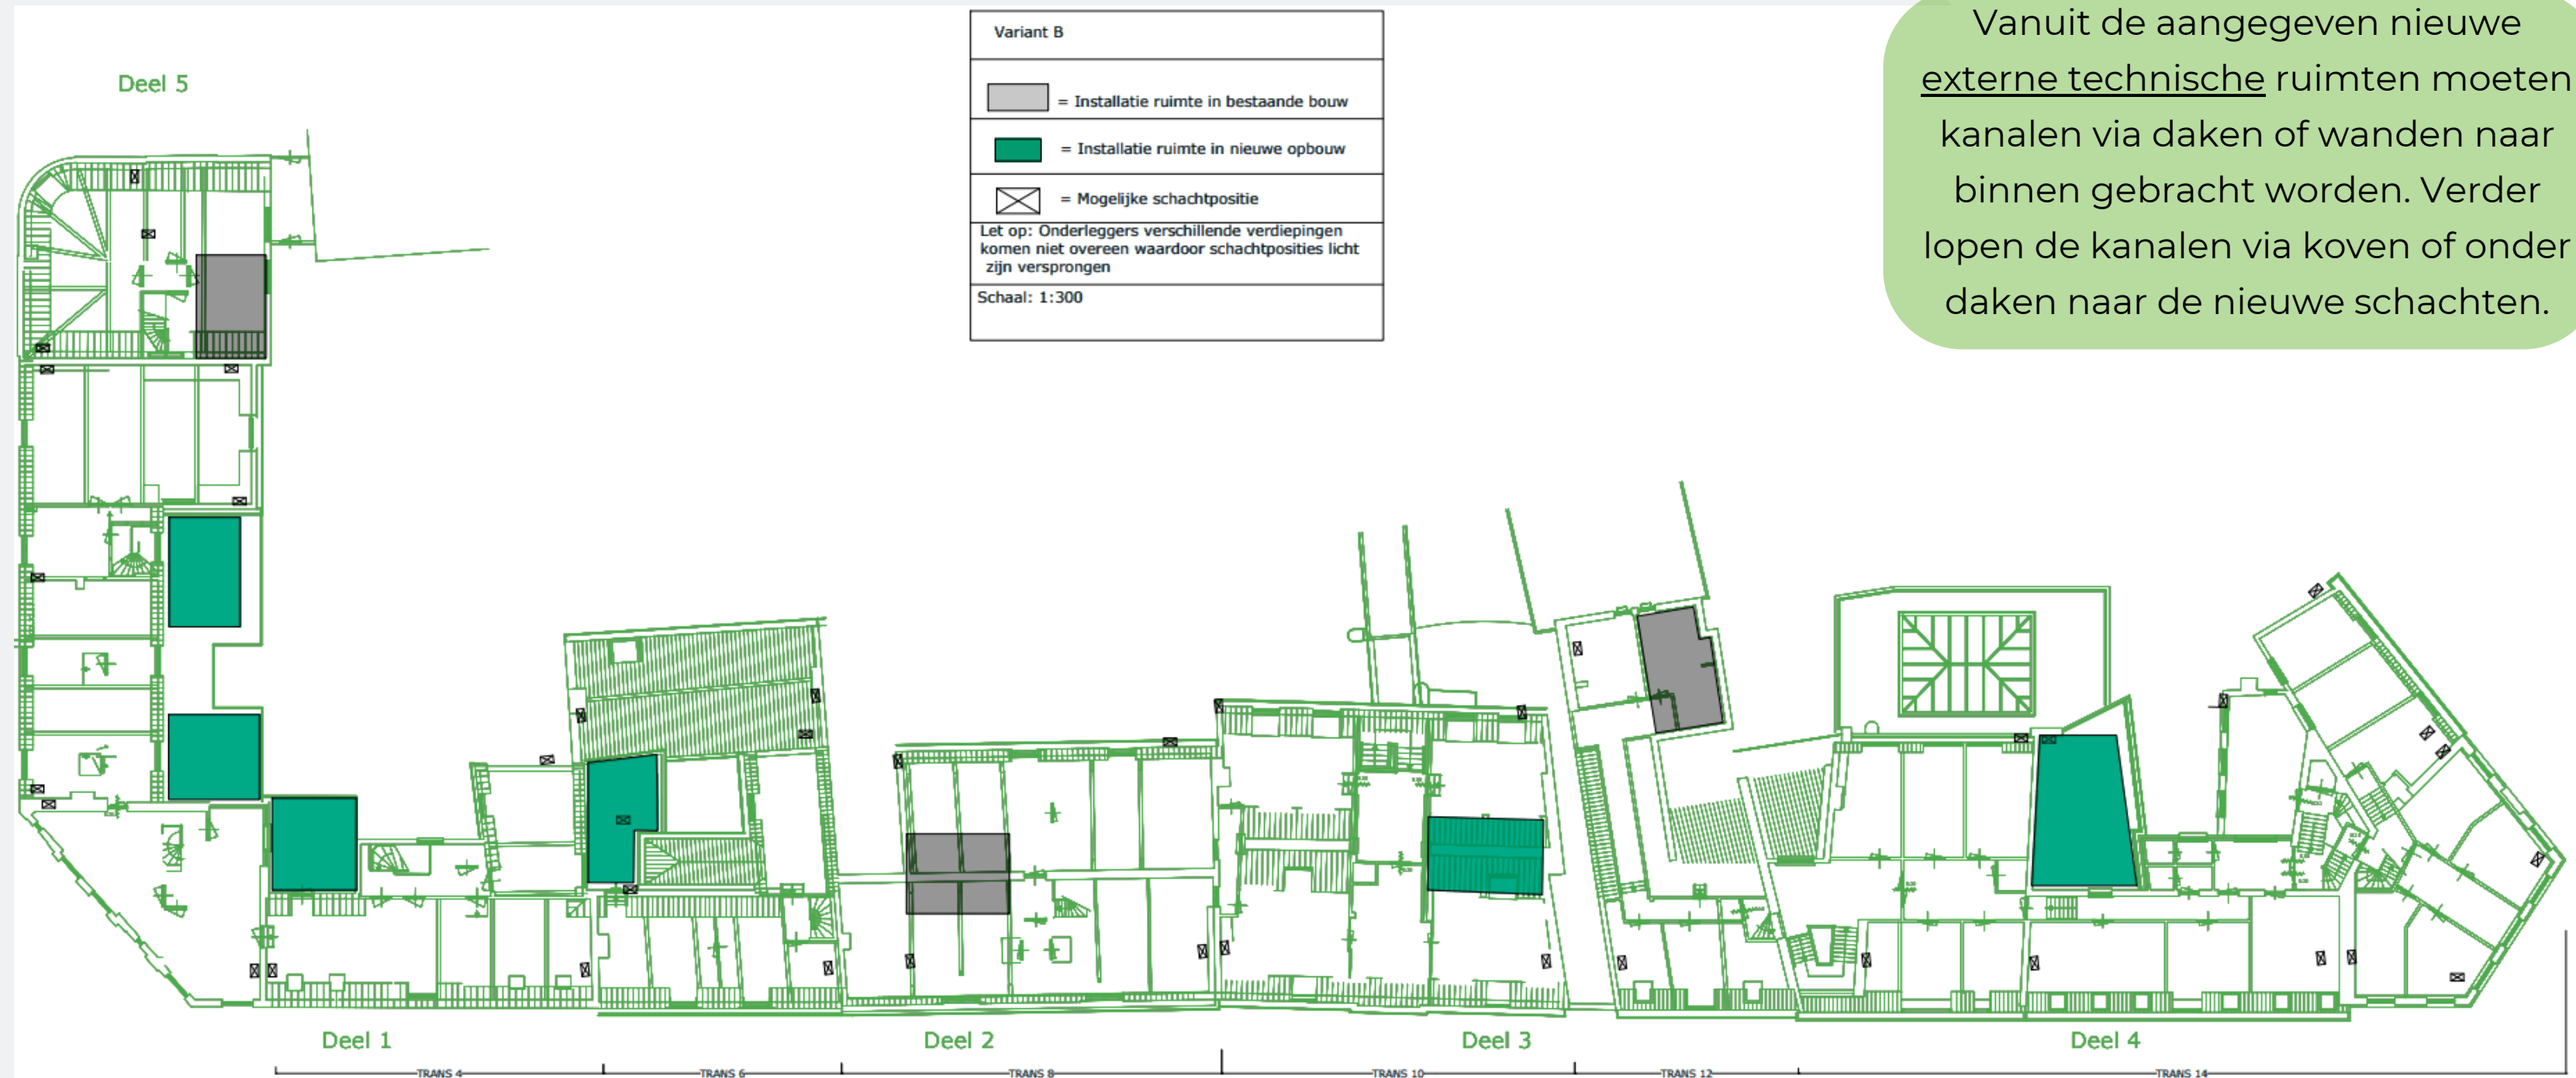 Variant B
= Installatie ruimte in bestaande bouw
= Installatie ruimte in nieuwe opbouw
= Mogelijke schachtpositie
Let op: Onderleggers verschillende verdiepingen
komen niet overeen waardoor schachtposities licht
zijn versprongen
Schaal: 1:300
Vanuit de aangegeven nieuwe
externe technische ruimten moeten
kanalen via daken of wanden naar
binnen gebracht worden. Verder
lopen de kanalen via koven of onder
daken naar de nieuwe schachten.
Deel 5
Deel 1
Deel 2
Deel 3
Deel 4
TRANS 4
TRANS 6
TRANS 8
TRANS 10
TRANS 12
TRANS 14